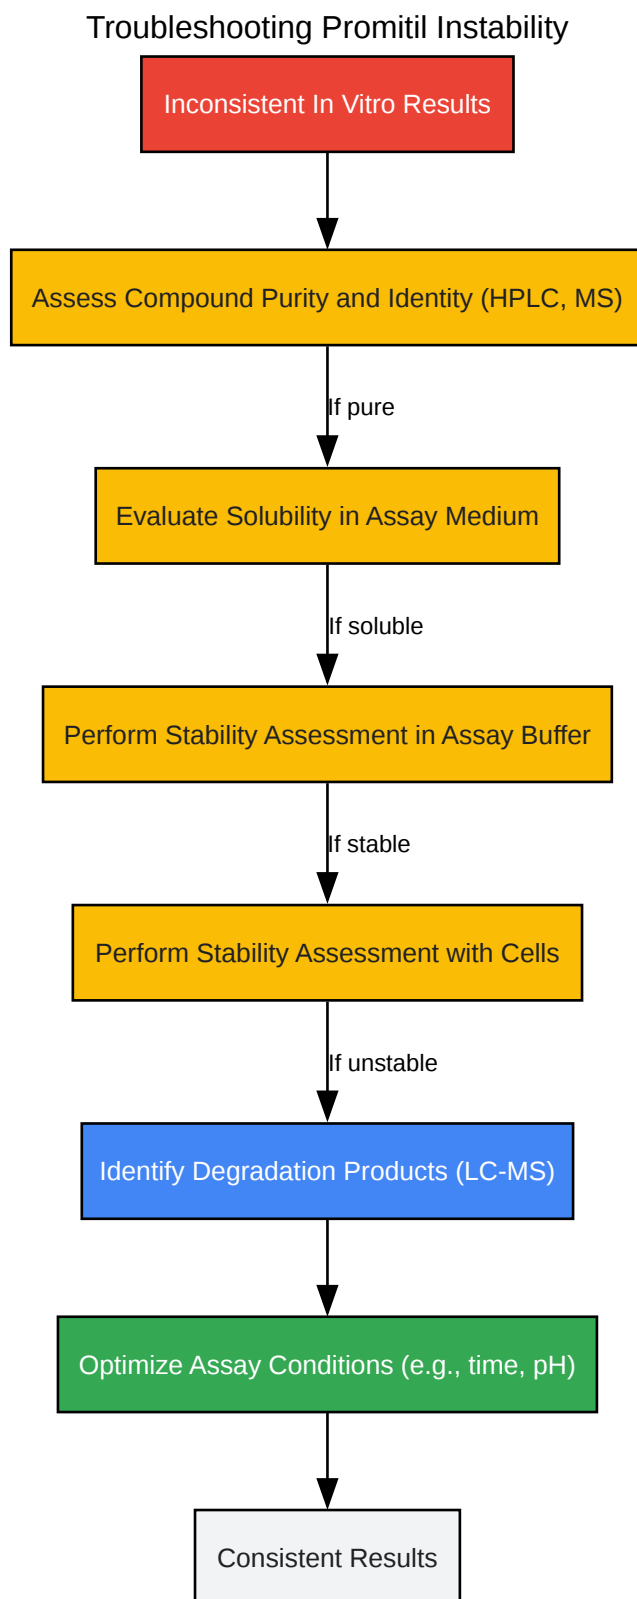 Troubleshooting Promitil Instability
Inconsistent In Vitro Results
Assess Compound Purity and Identity (HPLC, MS)
If pure
Evaluate Solubility in Assay Medium
If soluble
Perform Stability Assessment in Assay Buffer
If stable
Perform Stability Assessment with Cells
If unstable
Identify Degradation Products (LC-MS)
Optimize Assay Conditions (e.g., time, pH)
Consistent Results